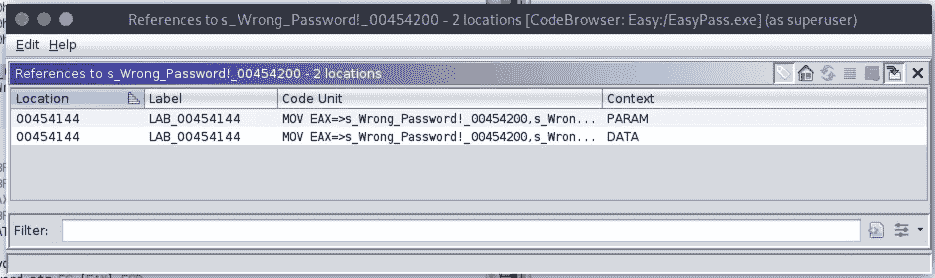 References to s_Wrong_Password!_00454200 - 2 locations [CodeBrowser: Easy:/EasyPass.exe] (as superuser)
Edit Help
References to s_Wrong_Password!_00454200 - 2 locations
Location Label Code Unit Context
00454144 LAB_00454144 MOV EAX=>s_Wrong_Password!_00454200,s_Wron... PARAM
00454144 LAB_00454144 MOV EAX=>s_Wrong_Password!_00454200,s_Wron... DATA
Filter: